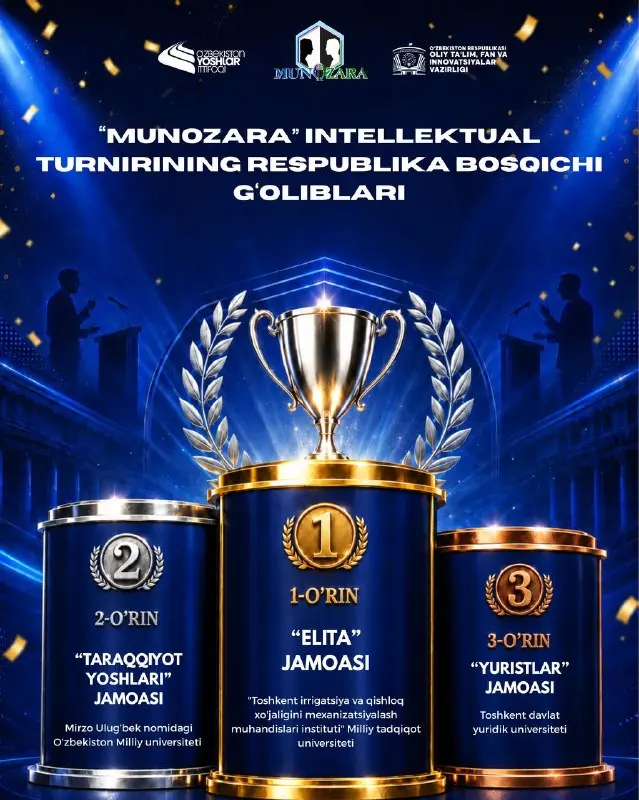 O'ZBEKISTON
YOSHLAR
ITTIFOQI
MUNOZARA
O'ZBEKISTON RESPUBLIKASI
OLIY TA'LIM, FAN VA
INNOVATSIYALAR
VAZIRLIGI
"MUNOZARA" INTELLEKTUAL
TURNIRINING RESPUBLIKA BOSQICHI
G'OLIBLARI
1
1-O'RIN
"ELITA"
JAMOASI
"Toshkent irrigatsiya va qishloq
xo'jaligini mexanizatsiyalash
muhandislari instituti" Milliy tadqiqot
universiteti
2
2-O'RIN
"TARAQQIYOT
YOSHLARI"
JAMOASI
Mirzo Ulug'bek nomidagi
O'zbekiston Milliy universiteti
3
3-O'RIN
"YURISTLAR"
JAMOASI
Toshkent davlat
yuridik universiteti